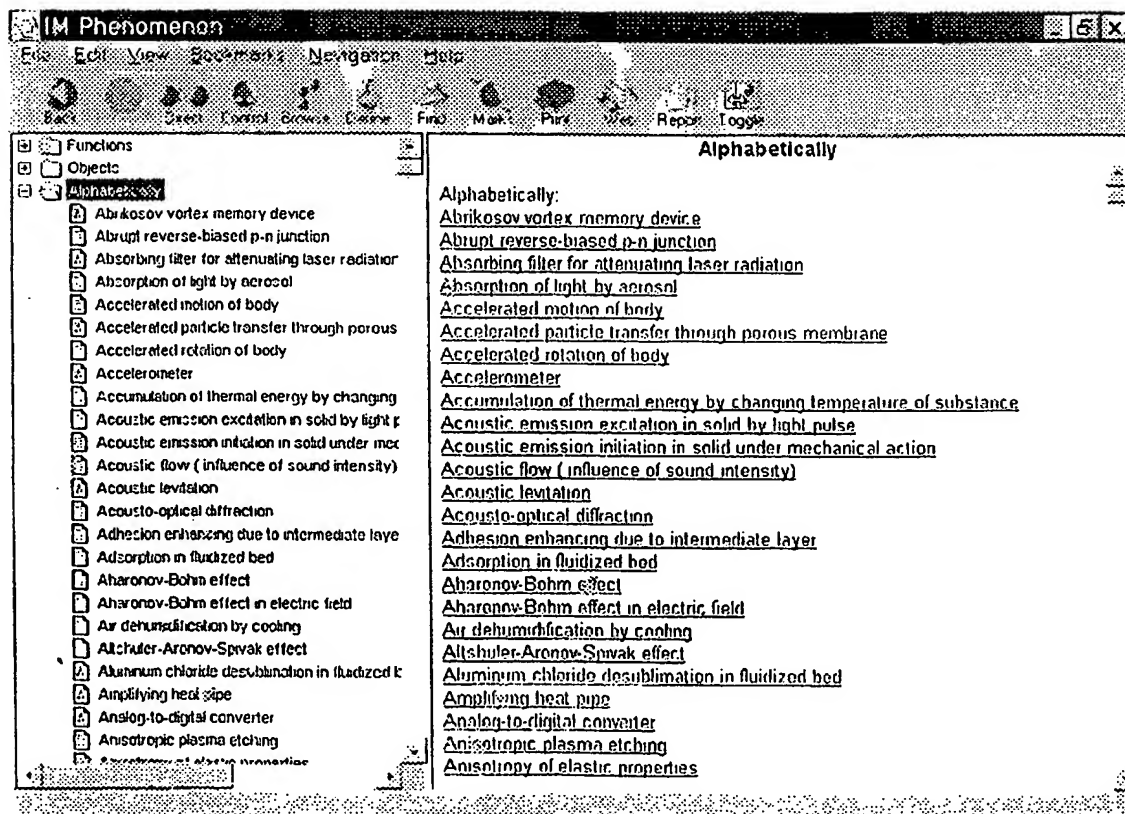 IM Phenomenon
File Edit View Bookmarks Navigation Help
Back Direct Control Browse Define Find Marks Print Web Report Toggle
Functions
Objects
Alphabetically
Abrikosov vortex memory device
Abrupt reverse-biased p-n junction
Absorbing filter for attenuating laser radiation
Absorption of light by aerosol
Accelerated motion of body
Accelerated particle transfer through porous
Accelerated rotation of body
Accelerometer
Accumulation of thermal energy by changing
Acoustic emission excitation in solid by light p
Acoustic emission initiation in solid under mec
Acoustic flow ( influence of sound intensity)
Acoustic levitation
Acousto-optical diffraction
Adhesion enhancing due to intermediate laye
Adsorption in fluidized bed
Aharonov-Bohm effect
Aharonov-Bohm effect in electric field
Air dehumidification by cooling
Altshuler-Aronov-Spivak effect
Aluminum chloride desublimation in fluidized b
Amplifying heat pipe
Analog-to-digital converter
Anisotropic plasma etching
Anisotropy of elastic properties
Alphabetically
Alphabetically:
Abrikosov vortex memory device
Abrupt reverse-biased p-n junction
Absorbing filter for attenuating laser radiation
Absorption of light by aerosol
Accelerated motion of body
Accelerated particle transfer through porous membrane
Accelerated rotation of body
Accelerometer
Accumulation of thermal energy by changing temperature of substance
Acoustic emission excitation in solid by light pulse
Acoustic emission initiation in solid under mechanical action
Acoustic flow ( influence of sound intensity)
Acoustic levitation
Acousto-optical diffraction
Adhesion enhancing due to intermediate layer
Adsorption in fluidized bed
Aharonov-Bohm effect
Aharonov-Bohm effect in electric field
Air dehumidification by cooling
Altshuler-Aronov-Spivak effect
Aluminum chloride desublimation in fluidized bed
Amplifying heat pipe
Analog-to-digital converter
Anisotropic plasma etching
Anisotropy of elastic properties